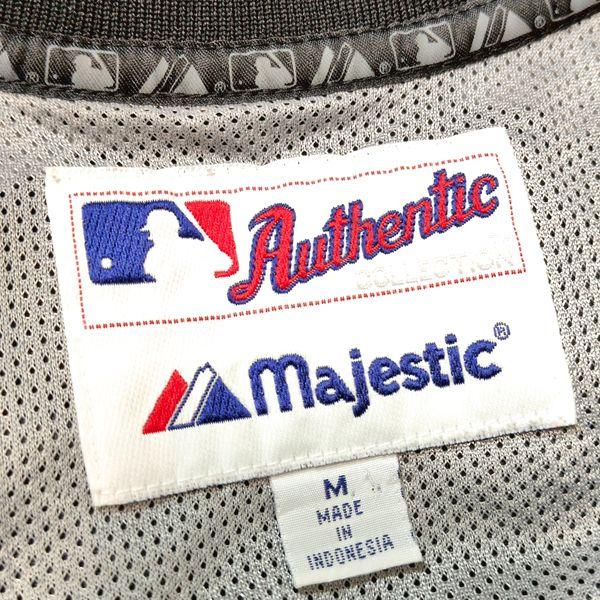 Authentic
COLLECTION
Majestic®
M
MADE
IN
INDONESIA